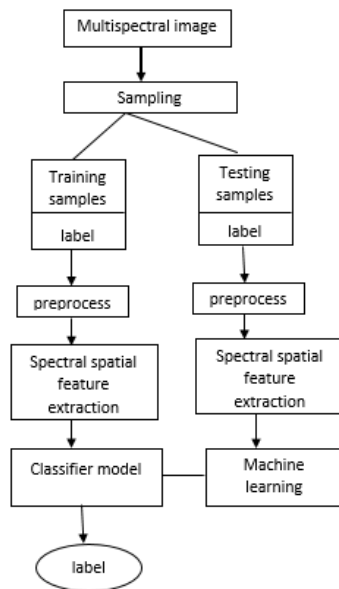 Multispectral image
Sampling
Training
samples
label
Testing
samples
label
preprocess
preprocess
Spectral spatial
feature
extraction
Spectral spatial
feature
extraction
Classifier model
Machine
learning
label